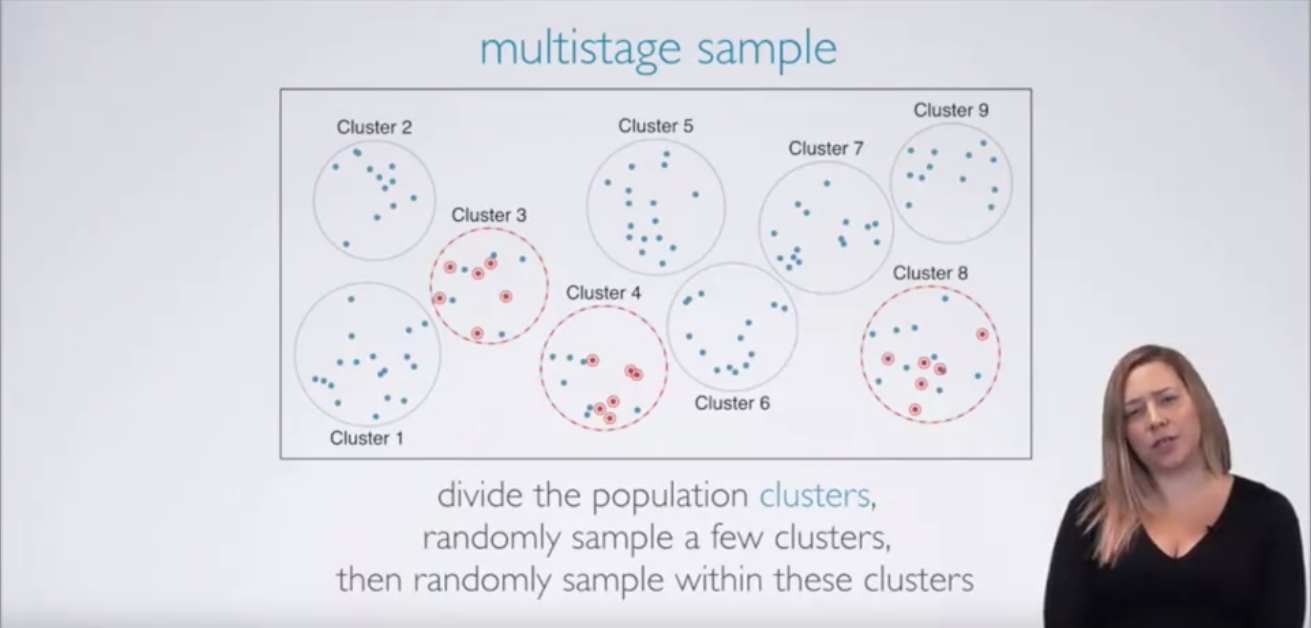 multistage sample
Cluster 2
Cluster 5
Cluster 9
Cluster 7
Cluster 3
Cluster 8
Cluster 4
Cluster 6
Cluster 1
divide the population clusters,
randomly sample a few clusters,
then randomly sample within these clusters